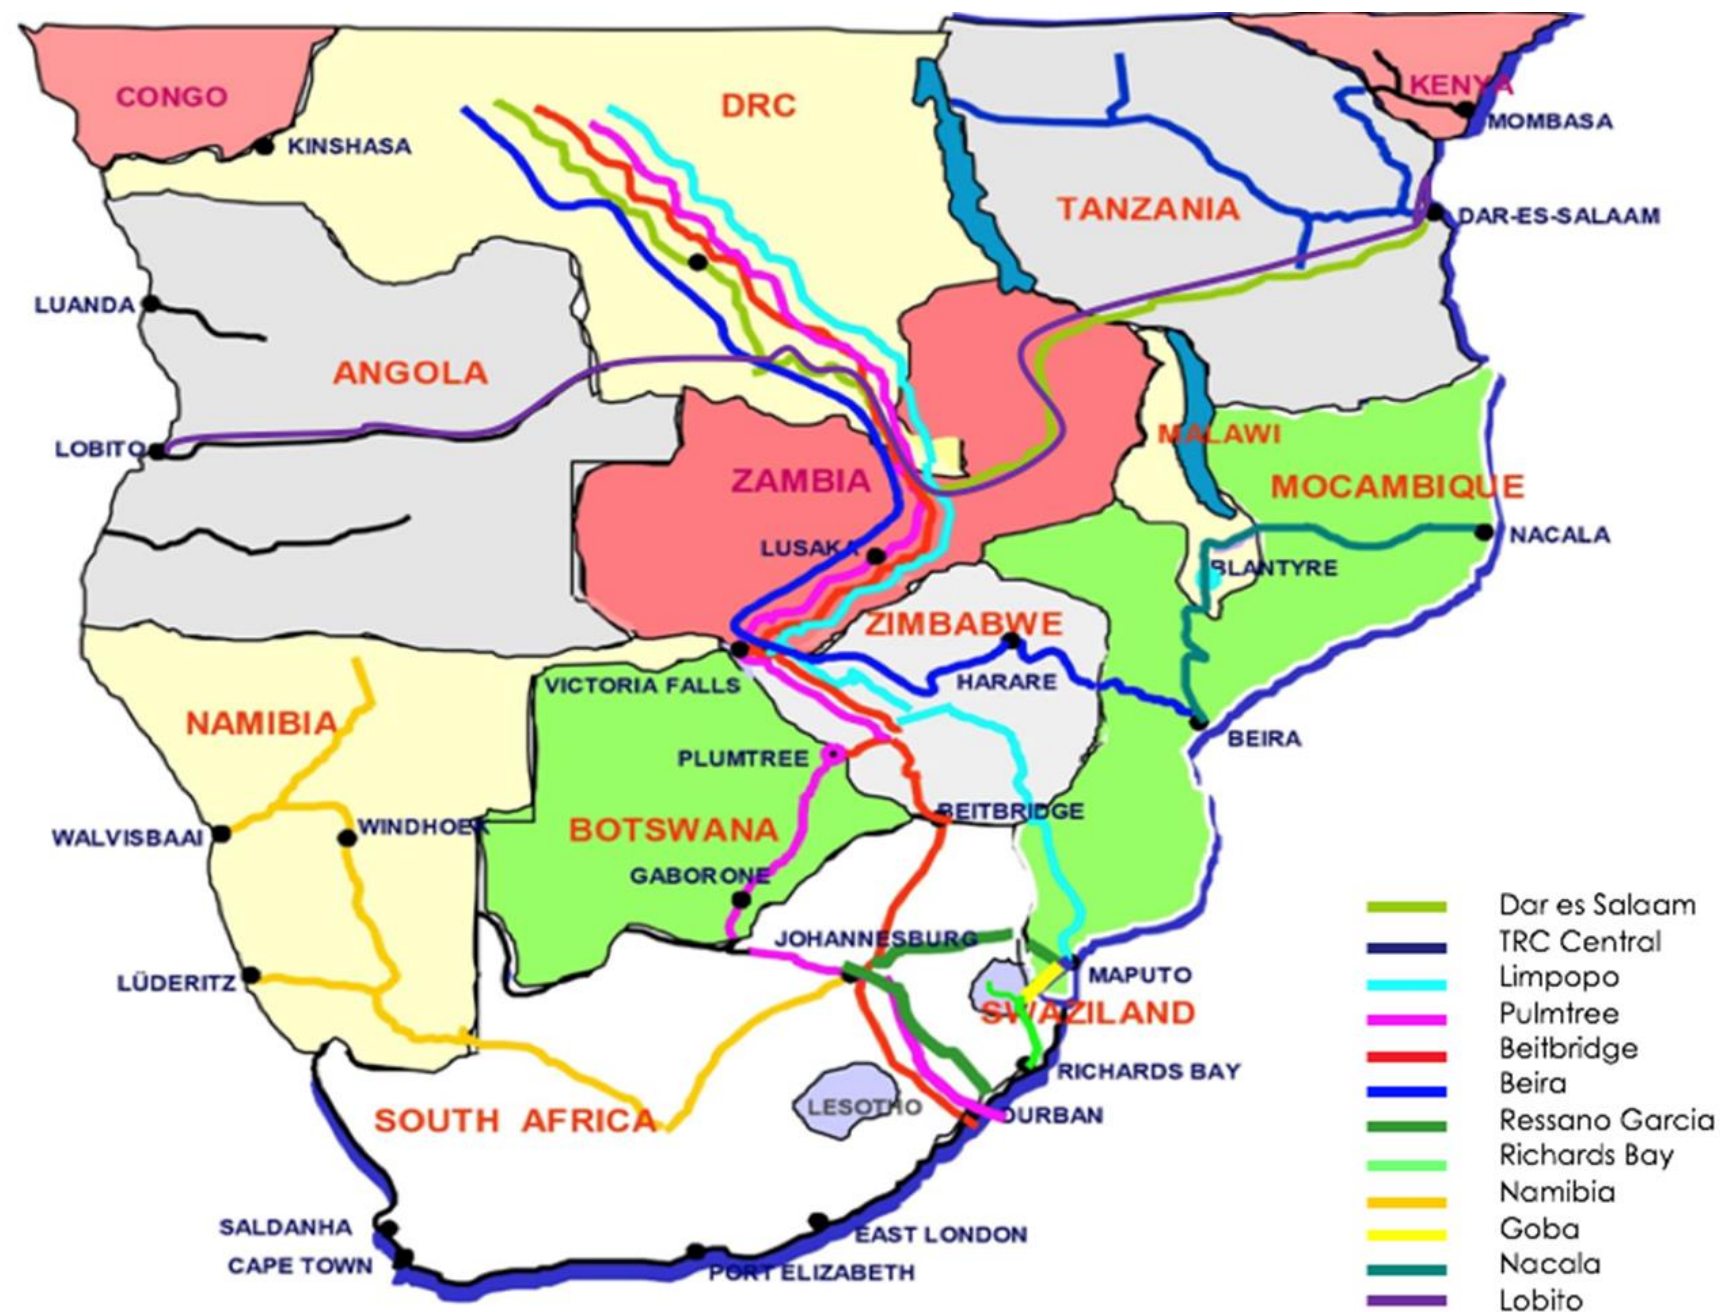 CONGO
DRC
KENYA
MOMBASA
KINSHASA
TANZANIA
DAR-ES-SALAAM
LUANDA
ANGOLA
LOBITO
MALAWI
ZAMBIA
MOCAMBIQUE
LUSAKA
NACALA
BLANTYRE
ZIMBABWE
VICTORIA FALLS
HARARE
NAMIBIA
BEIRA
PLUMTREE
BEITBRIDGE
WALVISBAAI
WINDHOEK
BOTSWANA
GABORONE
JOHANNESBURG
LÜDERITZ
MAPUTO
SWAZILAND
RICHARDS BAY
LESOTHO
DURBAN
SOUTH AFRICA
SALDANHA
EAST LONDON
CAPE TOWN
PORT ELIZABETH
Dar es Salaam
TRC Central
Limpopo
Pulmtree
Beitbridge
Beira
Ressano Garcia
Richards Bay
Namibia
Goba
Nacala
Lobito